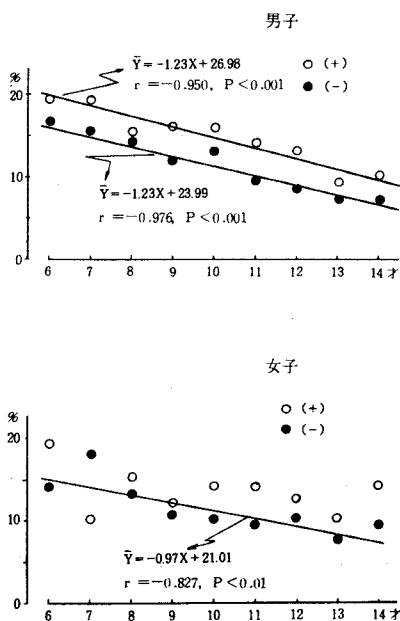 男子
Ȳ=-1.23X+26.98
r=-0.950, P<0.001
○ (+)
● (-)
%
20
10
0
Ȳ=-1.23X+23.99
r=-0.976, P<0.001
6 7 8 9 10 11 12 13 14才
女子
○ (+)
● (-)
%
20
10
0
Ȳ=-0.97X+21.01
r=-0.827, P<0.01
6 7 8 9 10 11 12 13 14才